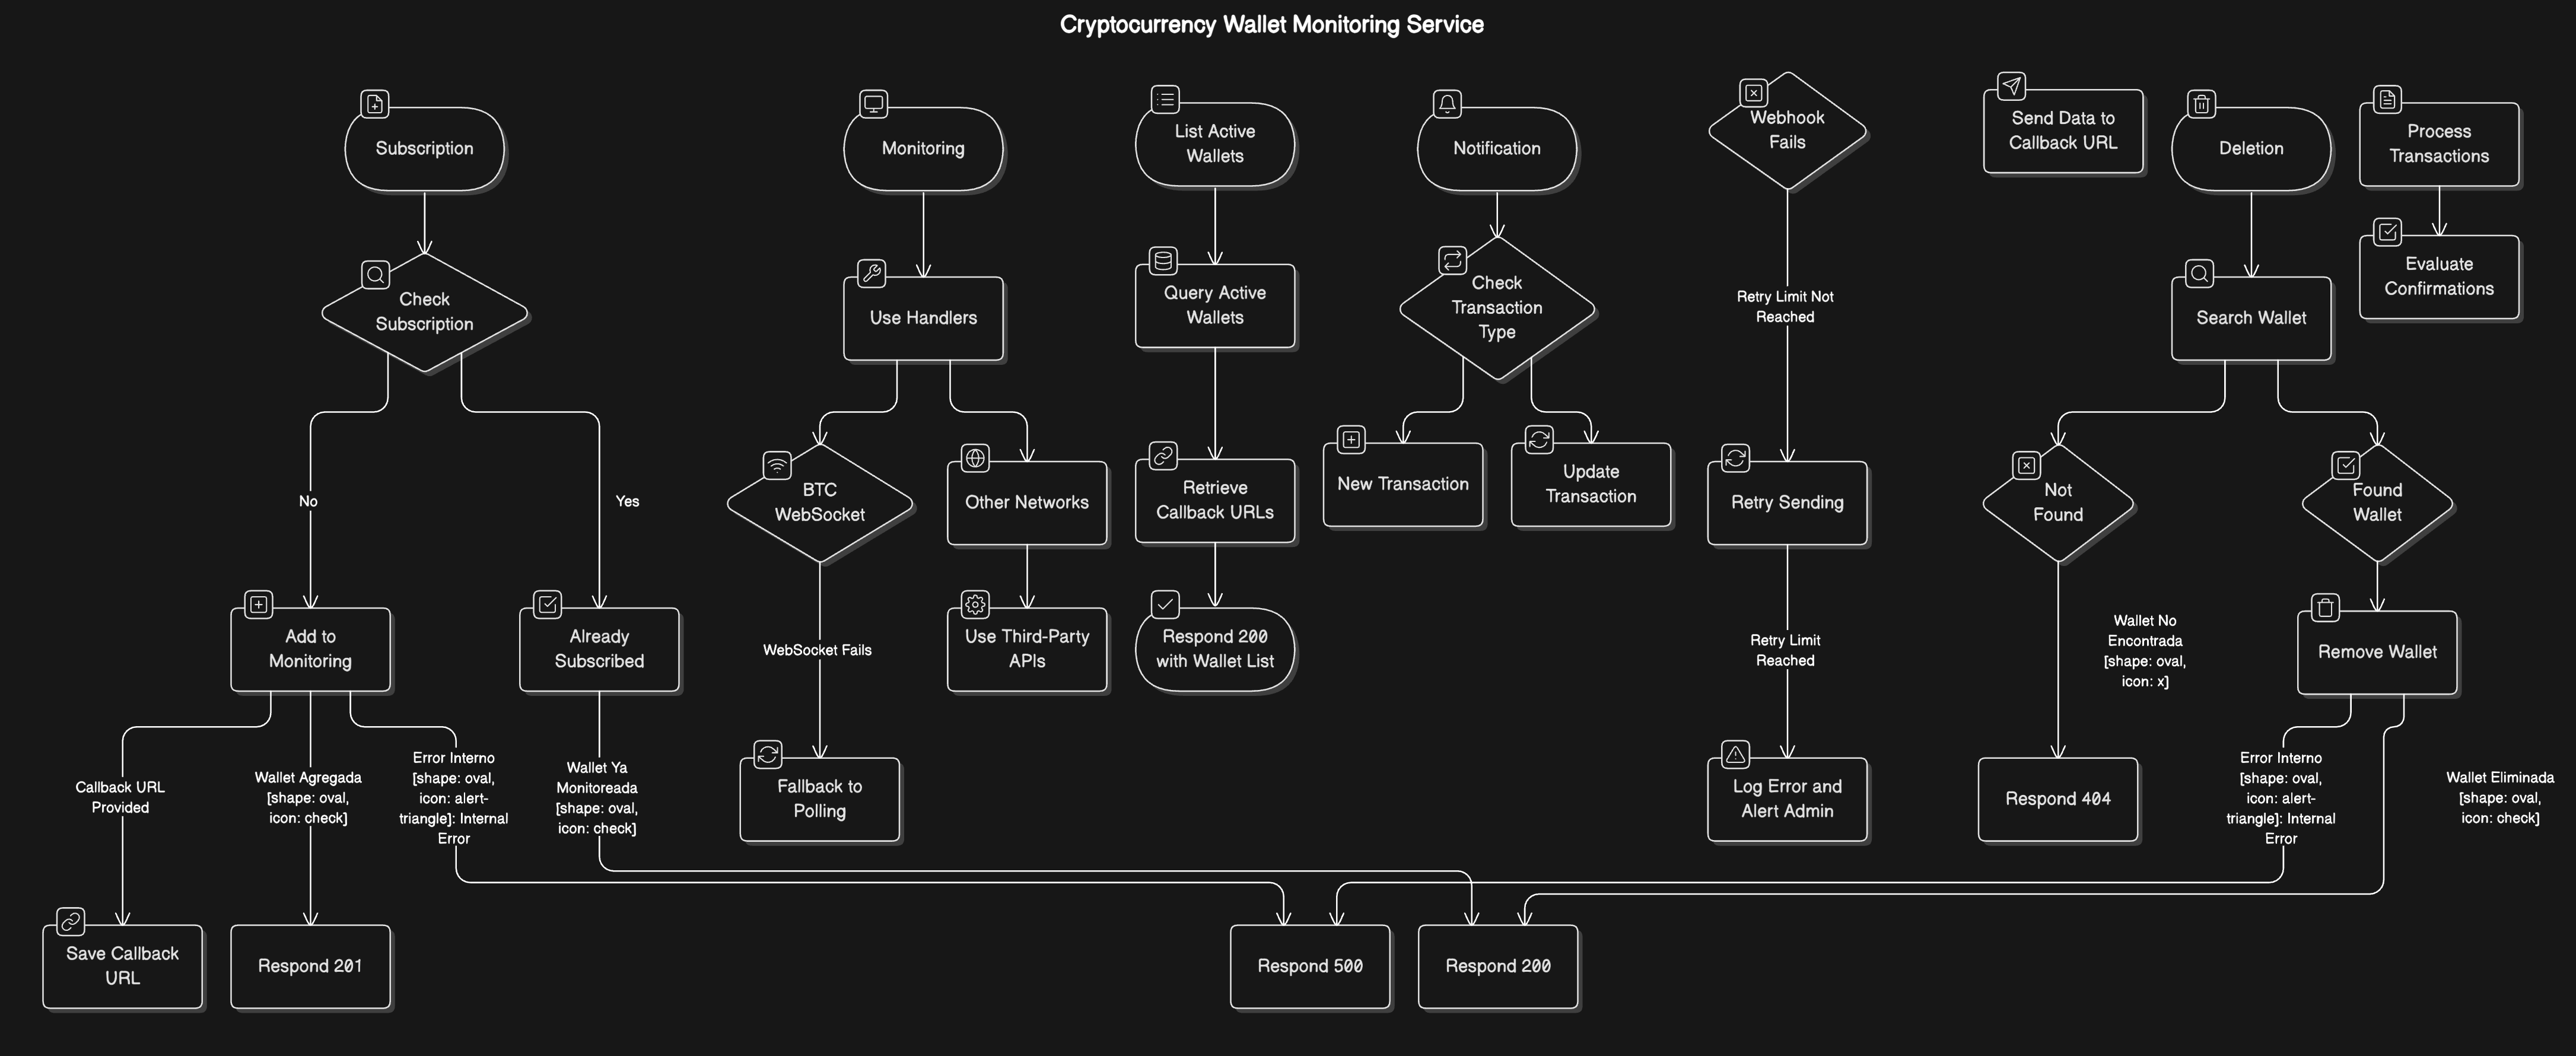 Cryptocurrency Wallet Monitoring Service
Subscription
Check
Subscription
No
Yes
Add to
Monitoring
Already
Subscribed
Callback URL
Provided
Wallet Agregada
[shape: oval,
icon: check]
Error Interno
[shape: oval,
icon: alert-
triangle]: Internal
Error
Wallet Ya
Monitoreada
[shape: oval,
icon: check]
Save Callback
URL
Respond 201
Monitoring
Use Handlers
BTC
WebSocket
Other Networks
WebSocket Fails
Use Third-Party
APIs
Fallback to
Polling
List Active
Wallets
Query Active
Wallets
Retrieve
Callback URLs
Respond 200
with Wallet List
Notification
Check
Transaction
Type
New Transaction
Update
Transaction
Webhook
Fails
Retry Limit Not
Reached
Retry Sending
Retry Limit
Reached
Log Error and
Alert Admin
Send Data to
Callback URL
Deletion
Search Wallet
Not
Found
Found
Wallet
Wallet No
Encontrada
[shape: oval,
icon: x]
Remove Wallet
Respond 404
Error Interno
[shape: oval,
icon: alert-
triangle]: Internal
Error
Wallet Eliminada
[shape: oval,
icon: check]
Process
Transactions
Evaluate
Confirmations
Respond 500
Respond 200